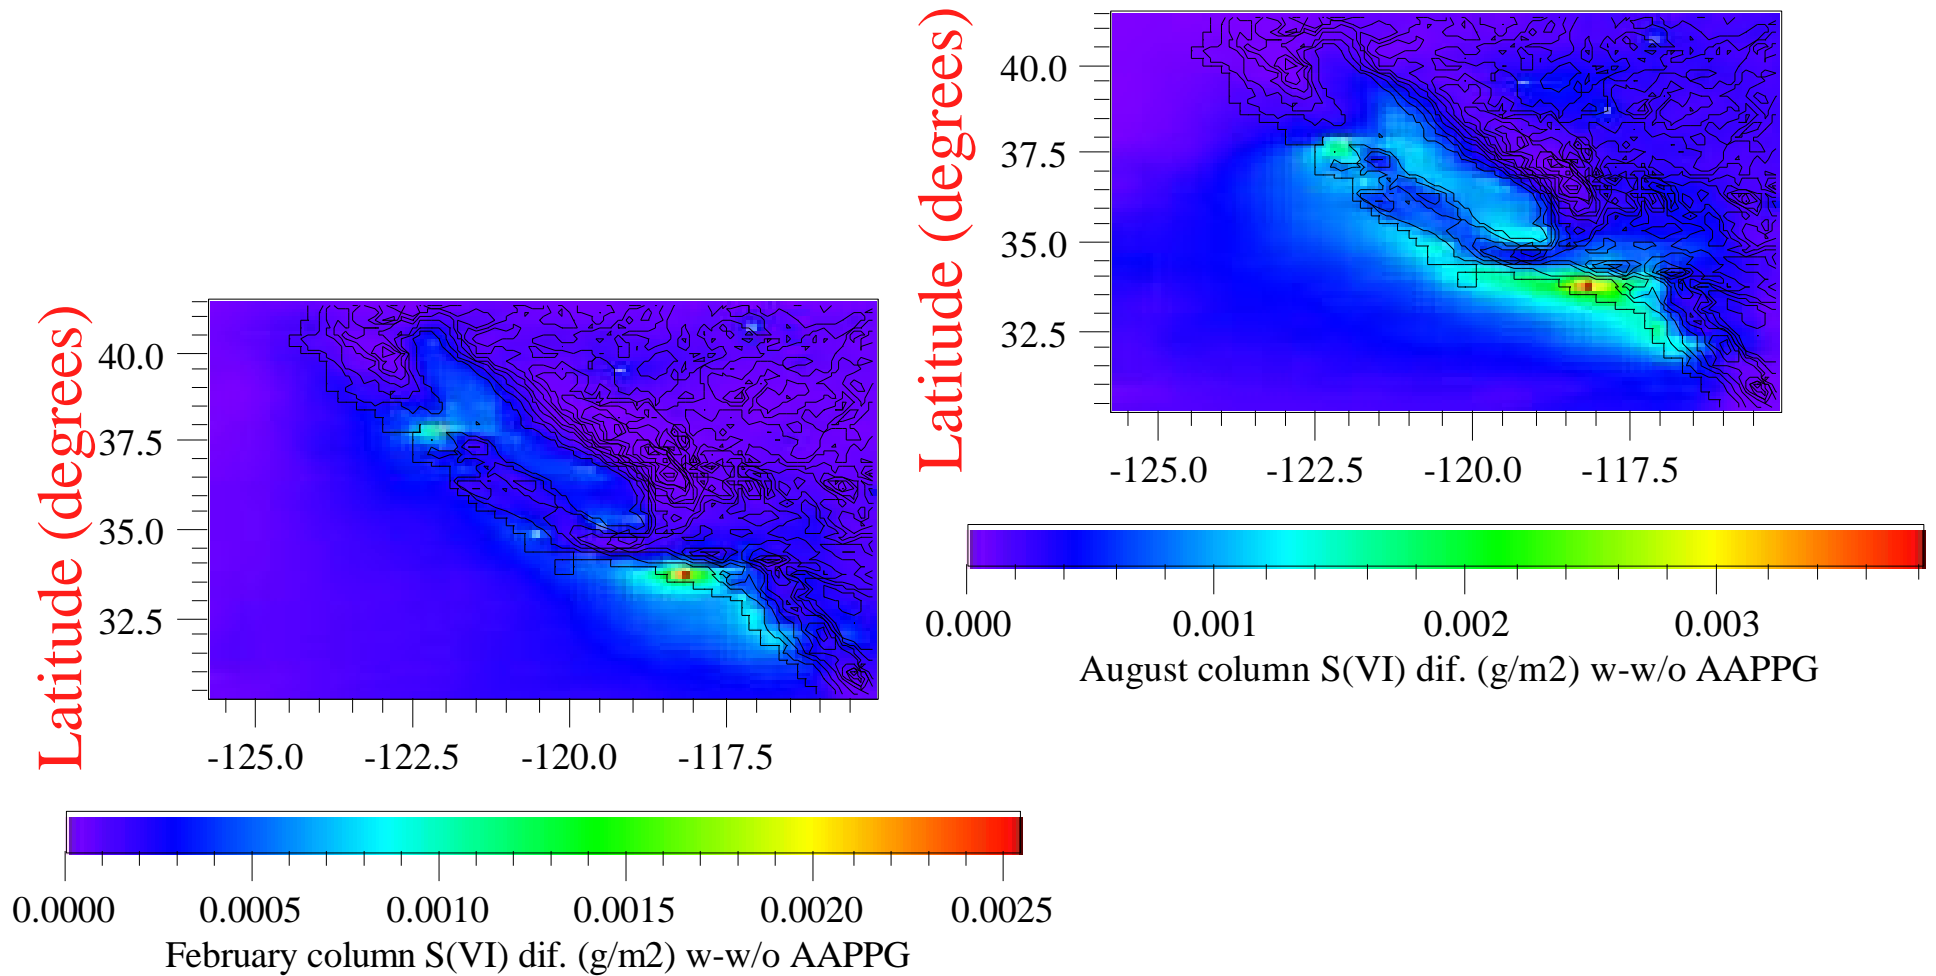 Latitude (degrees)
40.0
37.5
35.0
32.5
-125.0 -122.5 -120.0 -117.5
0.0000 0.0005 0.0010 0.0015 0.0020 0.0025
February column S(VI) dif. (g/m2) w-w/o AAPPG
Latitude (degrees)
40.0
37.5
35.0
32.5
-125.0 -122.5 -120.0 -117.5
0.000 0.001 0.002 0.003
August column S(VI) dif. (g/m2) w-w/o AAPPG